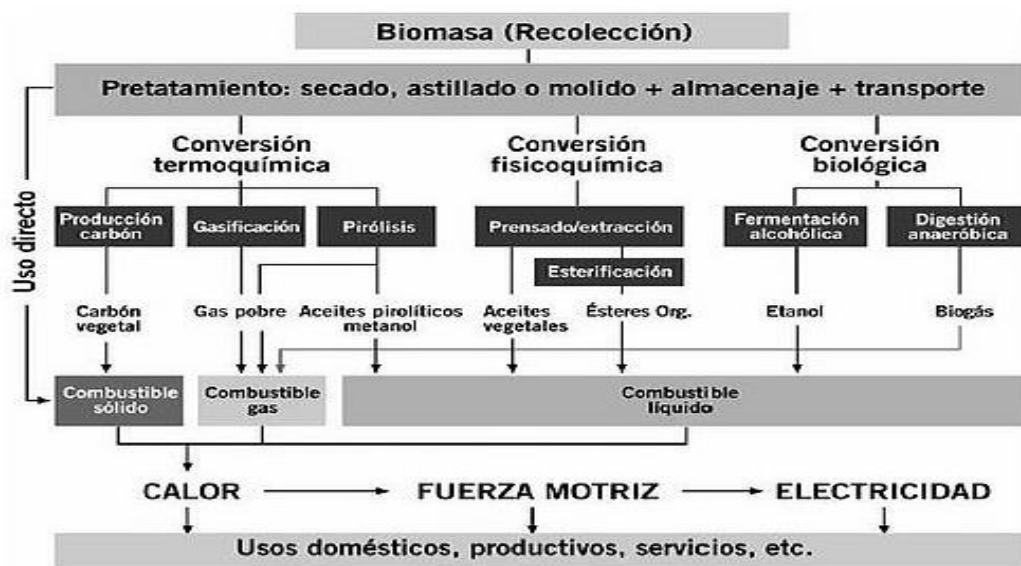 Biomasa (Recolección)
Pretatamiento: secado, astillado o molido + almacenaje + transporte
Uso directo
Conversión
termoquímica
Conversión
fisicoquímica
Conversión
biológica
Producción
carbón
Gasificación
Pirólisis
Prensado/extracción
Fermentación
alcohólica
Digestión
anaeróbica
Esterificación
Carbón
vegetal
Gas pobre
Aceites pirolíticos
metanol
Aceites
vegetales
Ésteres Org.
Etanol
Biogás
Combustible
sólido
Combustible
gas
Combustible
líquido
CALOR
FUERZA MOTRIZ
ELECTRICIDAD
Usos domésticos, productivos, servicios, etc.